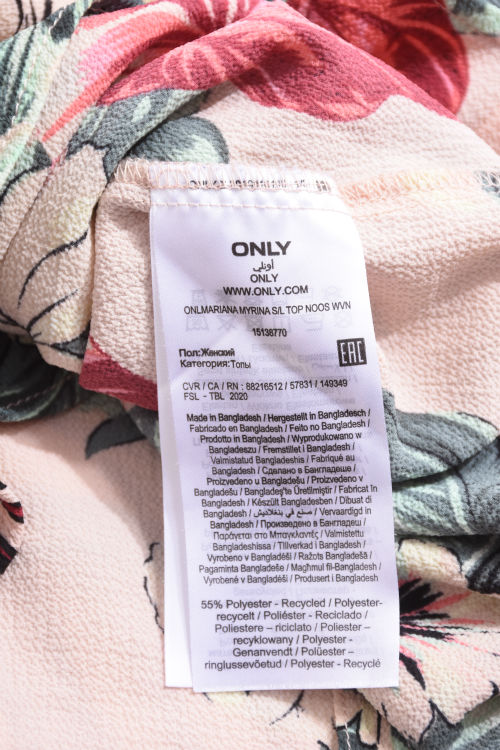 ONLY
أونلي
ONLY
WWW.ONLY.COM
ONLMARIANA MYRINA S/L TOP NOOS WVN
15138770
Пол:Женский
Категория:Топы
EAC
CVR / CA / RN : 88216512 / 57831 / 149349
FSL - TBL 2020
Made in Bangladesh / Hergestellt in Bangladesch /
Fabricado en Bangladesh / Feito no Bangladesh /
Prodotto in Bangladesh / Wyprodukowano w
Bangladeszu / Fremstillet i Bangladesh /
Valmistatud Bangladeshis / Fabriqué au
Bangladesh / Сделано в Бангладеше /
Proizvedeno u Bangladešu / Proizvedeno v
Bangladešu / Bangladeş'te Üretilmiştir / Fabricat în
Bangladesh / Készült Bangladesben / Dibuat di
Bangladesh / صنع في بنغلاديش / Vervaardigd in
Bangladesh / Произведено в Бангладеш /
Παράγεται στο Μπαγκλαντές / Valmistettu
Bangladeshissa / Tillverkad i Bangladesh /
Vyrobeno v Bangladéši / Ražots Bangladešā /
Pagaminta Bangladeše / Maghmul fil-Bangladesh /
Vyrobené v Bangladéši / Produsert i Bangladesh
55% Polyester - Recycled / Polyester-
recycelt / Poliéster - Reciclado /
Poliestere – riciclato / Poliester –
recyklowany / Polyester -
Genanvendt / Polüester –
ringlussevõetud / Polyester - Recyclé